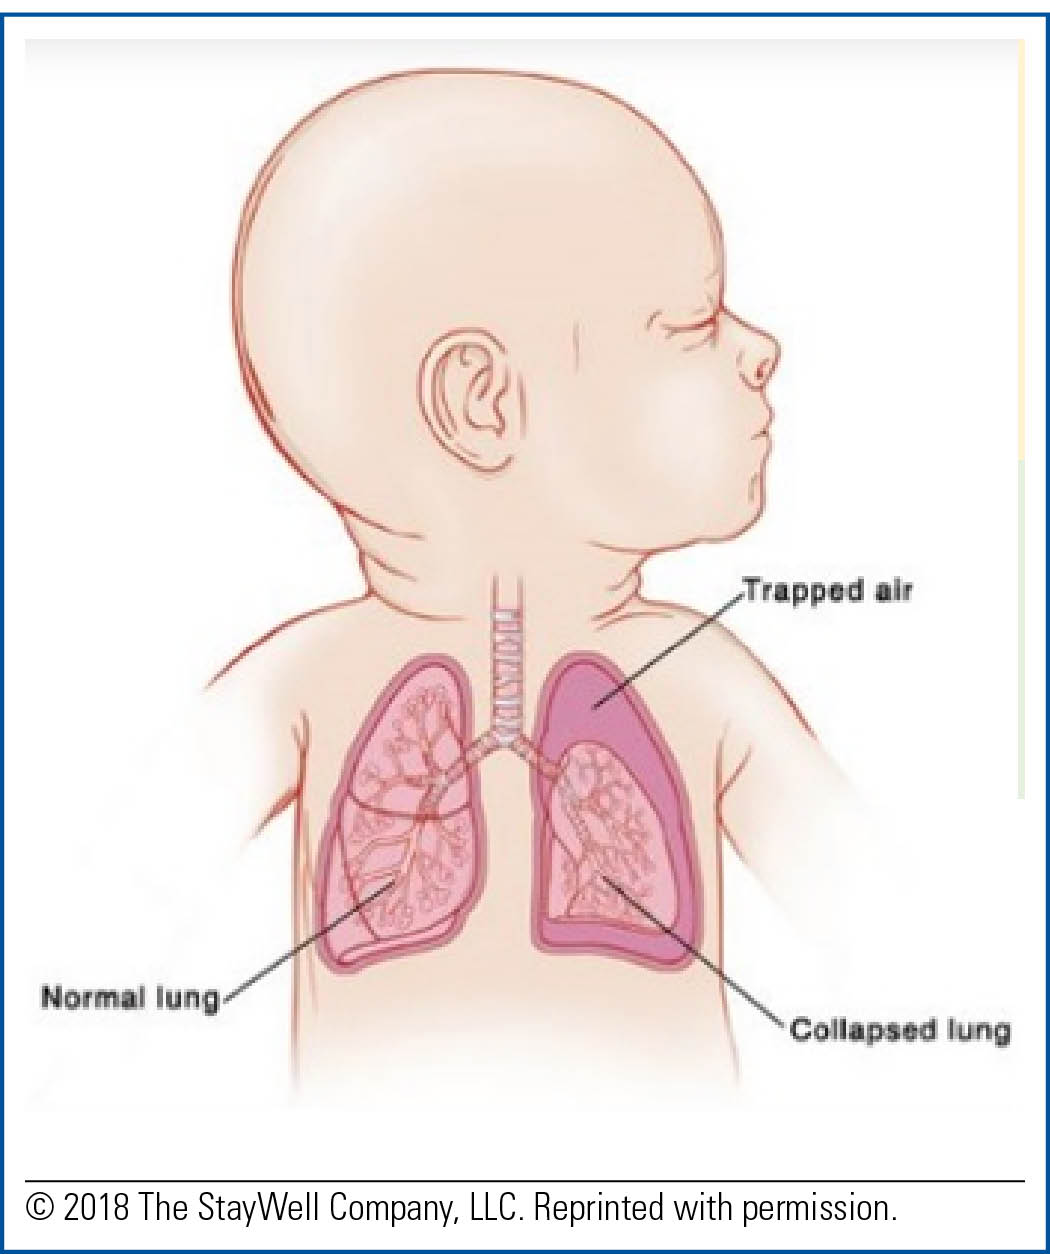 Trapped air
Normal lung
Collapsed lung
© 2018 The StayWell Company, LLC. Reprinted with permission.